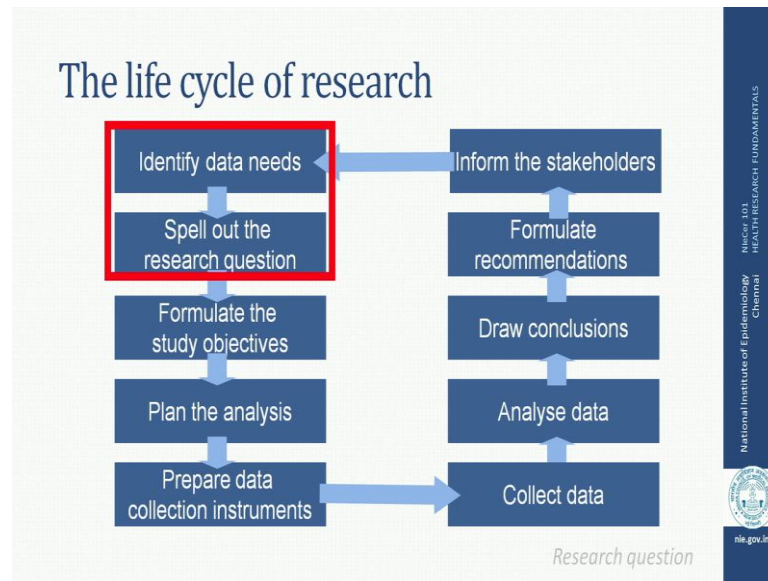 The life cycle of research
Identify data needs
Spell out the
research question
Formulate the
study objectives
Plan the analysis
Prepare data
collection instruments
Collect data
Analyse data
Draw conclusions
Formulate
recommendations
Inform the stakeholders
Research question
National Institute of Epidemiology
Chennai
NIeCer 101
HEALTH RESEARCH FUNDAMENTALS
nie.gov.in